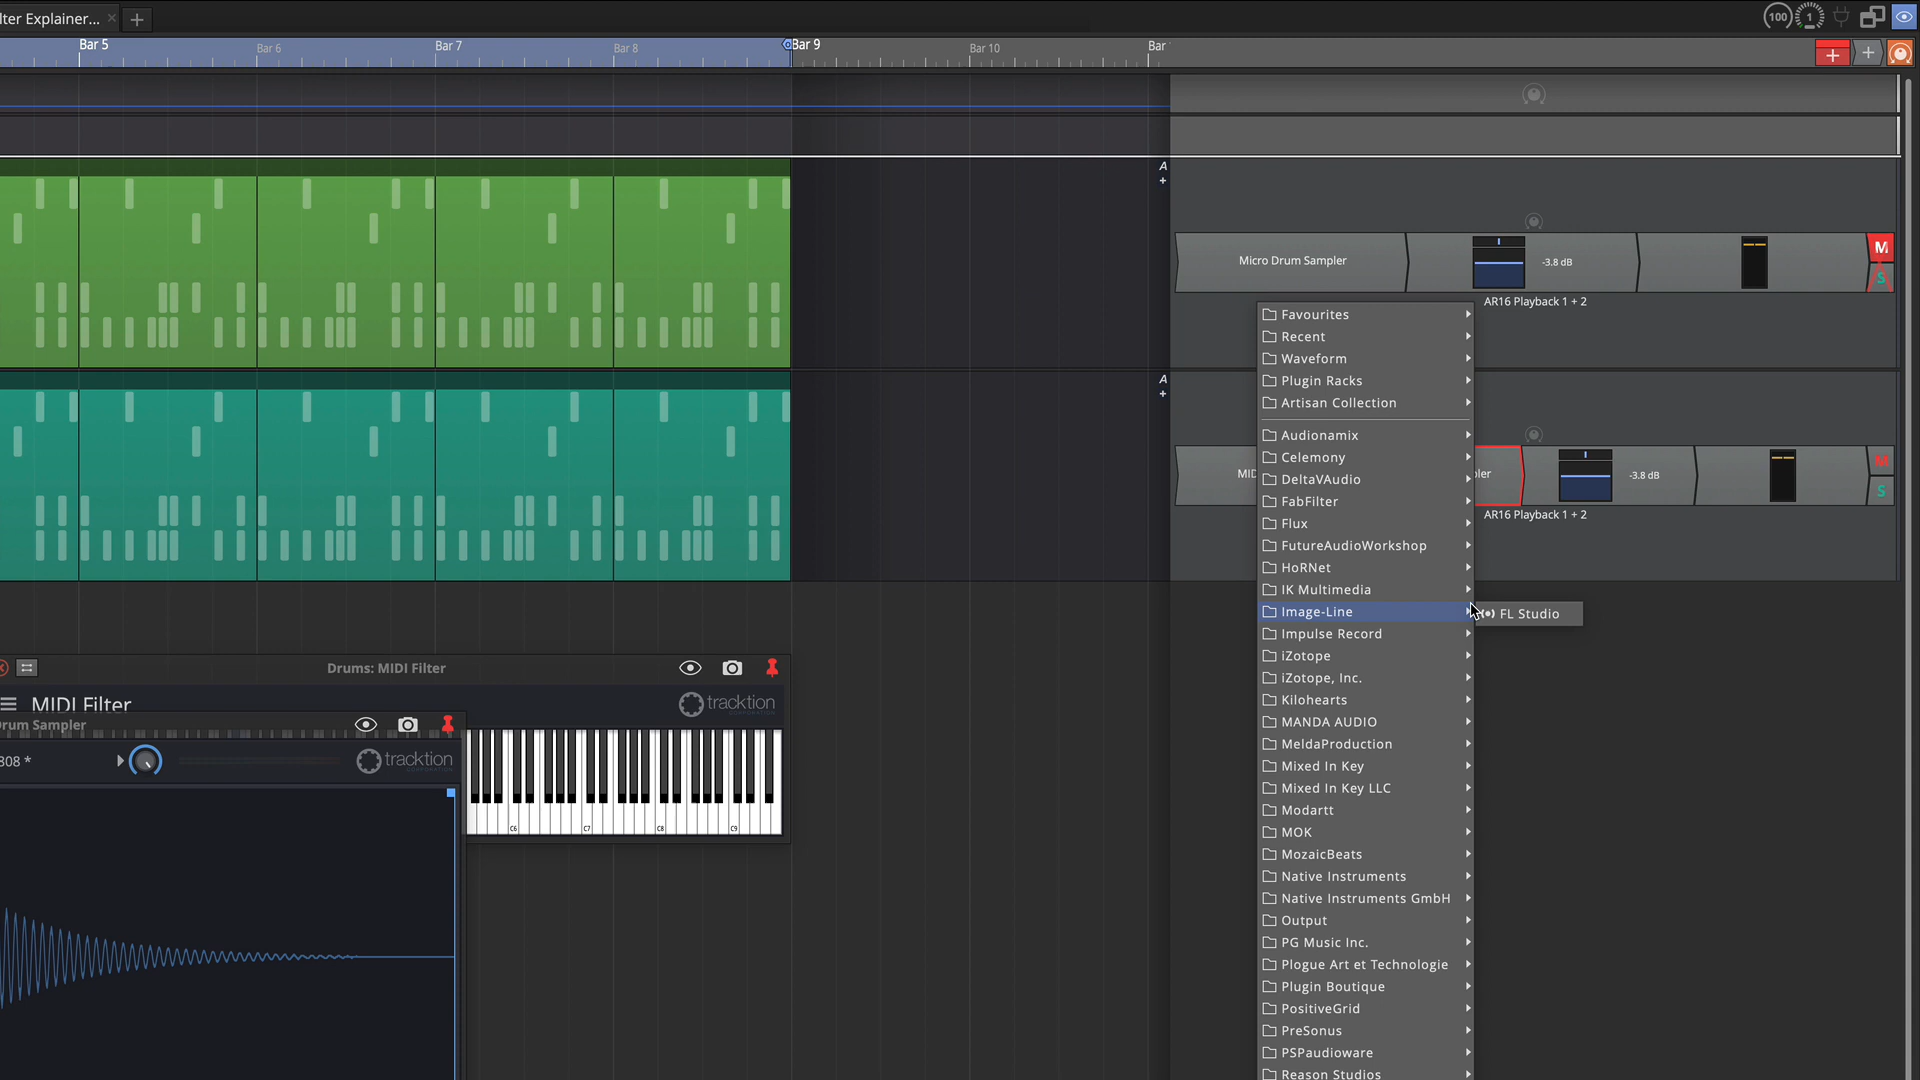 lter Explainer...
100
1
Bar 5
Bar 6
Bar 7
Bar 8
Bar 9
Bar 10
Bar
A
Micro Drum Sampler
-3.8 dB
M
S
AR16 Playback 1 + 2
A
MID
pler
-3.8 dB
M
S
AR16 Playback 1 + 2
Favourites
Recent
Waveform
Plugin Racks
Artisan Collection
Audionamix
Celemony
DeltaVAudio
FabFilter
Flux
FutureAudioWorkshop
HoRNet
IK Multimedia
Image-Line
FL Studio
Impulse Record
iZotope
iZotope, Inc.
Kilohearts
MANDA AUDIO
MeldaProduction
Mixed In Key
Mixed In Key LLC
Modartt
MOK
MozaicBeats
Native Instruments
Native Instruments GmbH
Output
PG Music Inc.
Plogue Art et Technologie
Plugin Boutique
PositiveGrid
PreSonus
PSPaudioware
Reason Studios
Drums: MIDI Filter
MIDI Filter
tracktion
CORPORATION
rum Sampler
808 *
tracktion
CORPORATION
C6
C7
C8
C9